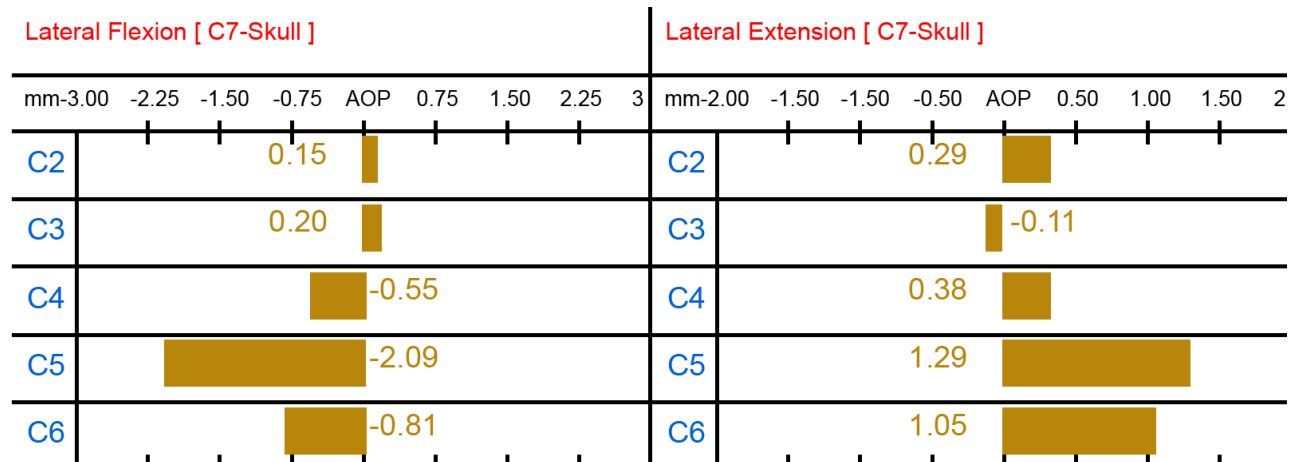 Lateral Flexion [ C7-Skull ]
mm-3.00 -2.25 -1.50 -0.75 AOP 0.75 1.50 2.25 3
C2 0.15
C3 0.20
C4 -0.55
C5 -2.09
C6 -0.81
Lateral Extension [ C7-Skull ]
mm-2.00 -1.50 -1.50 -0.50 AOP 0.50 1.00 1.50 2
C2 0.29
C3 -0.11
C4 0.38
C5 1.29
C6 1.05